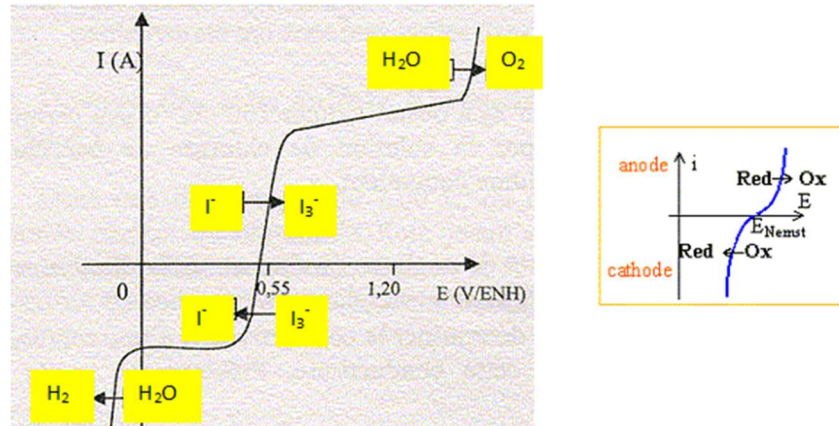 I (A)
H₂O
O₂
I⁻
I₃⁻
0
0,55
1,20
E (V/ENH)
I⁻
I₃⁻
H₂
H₂O
anode
i
Red
Ox
E
E_Nernst
Red
Ox
cathode